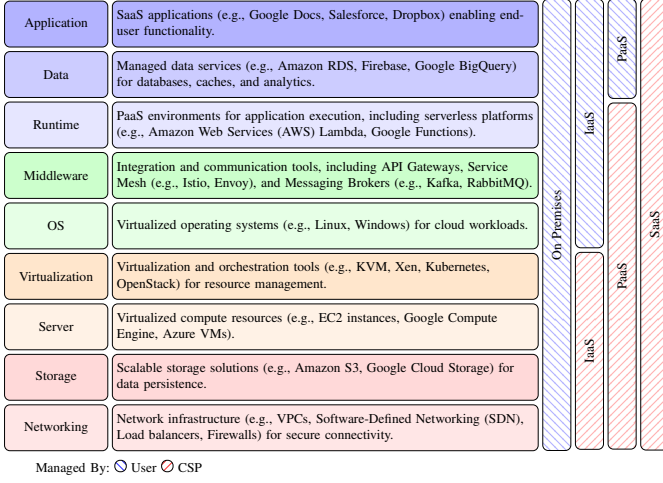 Application
SaaS applications (e.g., Google Docs, Salesforce, Dropbox) enabling end-
user functionality.
Data
Managed data services (e.g., Amazon RDS, Firebase, Google BigQuery)
for databases, caches, and analytics.
Runtime
PaaS environments for application execution, including serverless platforms
(e.g., Amazon Web Services (AWS) Lambda, Google Functions).
Middleware
Integration and communication tools, including API Gateways, Service
Mesh (e.g., Istio, Envoy), and Messaging Brokers (e.g., Kafka, RabbitMQ).
OS
Virtualized operating systems (e.g., Linux, Windows) for cloud workloads.
Virtualization
Virtualization and orchestration tools (e.g., KVM, Xen, Kubernetes,
OpenStack) for resource management.
Server
Virtualized compute resources (e.g., EC2 instances, Google Compute
Engine, Azure VMs).
Storage
Scalable storage solutions (e.g., Amazon S3, Google Cloud Storage) for
data persistence.
Networking
Network infrastructure (e.g., VPCs, Software-Defined Networking (SDN),
Load balancers, Firewalls) for secure connectivity.
On Premises
IaaS
IaaS
PaaS
PaaS
SaaS
Managed By: User CSP